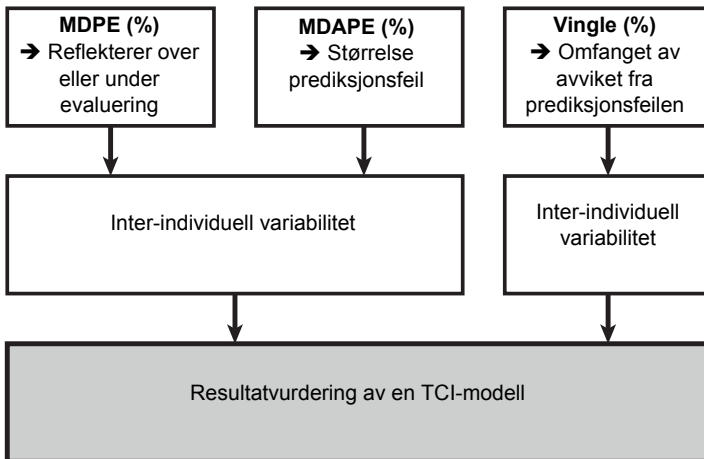 MDPE (%)
➔ Reflekterer over
eller under
evaluering
MDAPE (%)
➔ Størrelse
prediksjonsfeil
Vingle (%)
➔ Omfanget av
avviket fra
prediksjonsfeilen
Inter-individuell variabilitet
Inter-individuell
variabilitet
Resultatvurdering av en TCI-modell